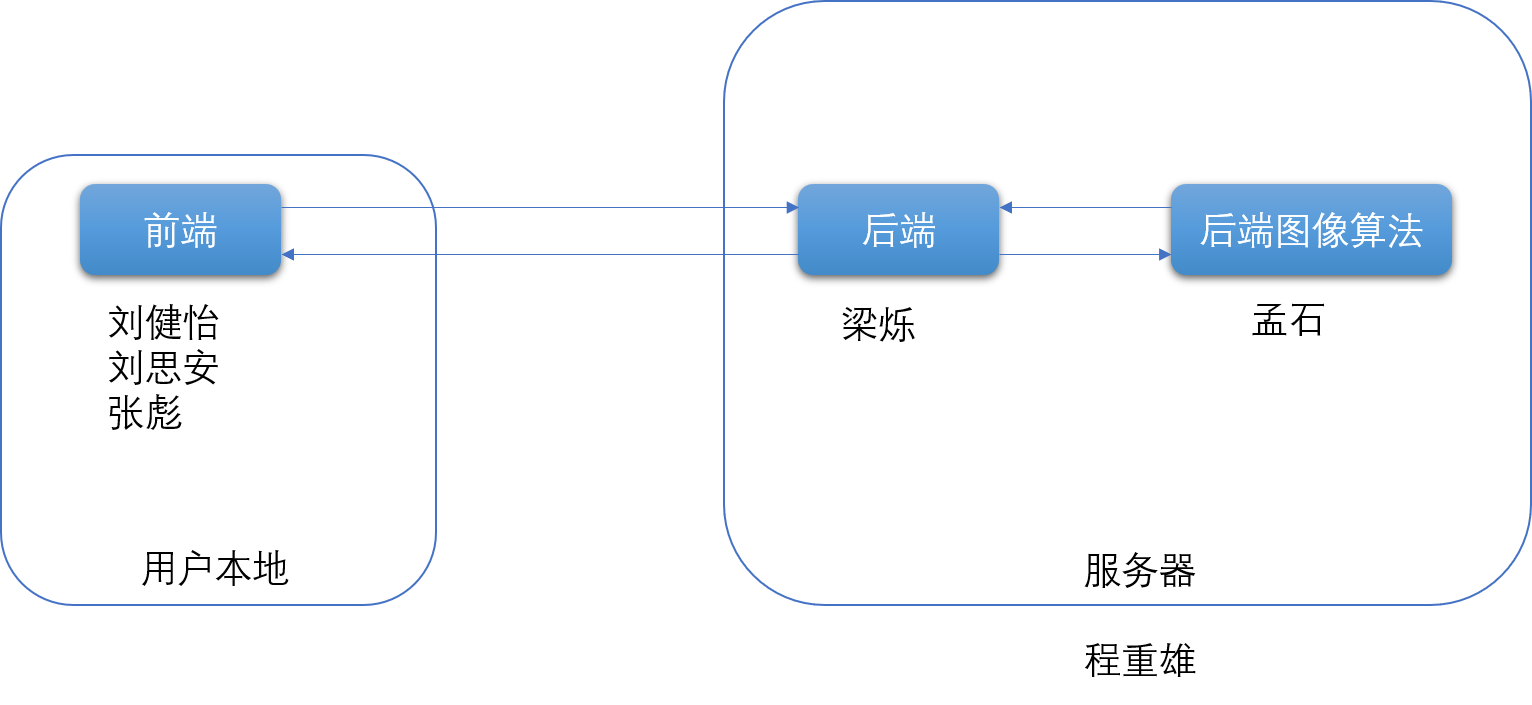 前端
刘健怡
刘思安
张彪
用户本地
后端
梁烁
后端图像算法
孟石
服务器
程重雄